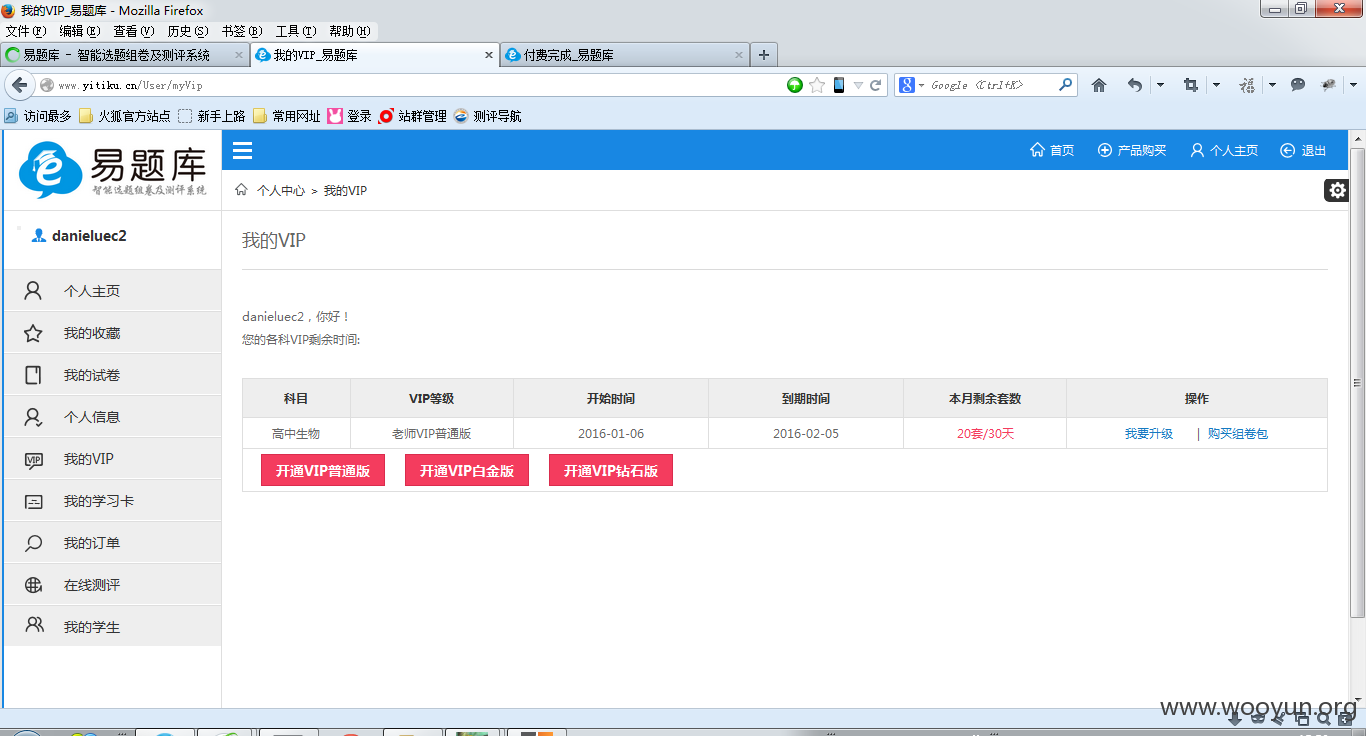 我的VIP_易题库 - Mozilla Firefox
文件(F) 编辑(E) 查看(V) 历史(S) 书签(B) 工具(T) 帮助(H)
易题库 - 智能选题组卷及测评系统 我的VIP_易题库 付费完成_易题库
www.yitiku.cn/User/myVip Google <Ctrl+K>
访问最多 火狐官方站点 新手上路 常用网址 登录 站群管理 测评导航
易题库
智能选题组卷及测评系统
首页 产品购买 个人主页 退出
个人中心 > 我的VIP
danieluec2
个人主页
我的收藏
我的试卷
个人信息
我的VIP
我的学习卡
我的订单
在线测评
我的学生
我的VIP
danieluec2，你好！
您的各科VIP剩余时间:
科目 VIP等级 开始时间 到期时间 本月剩余套数 操作
高中生物 老师VIP普通版 2016-01-06 2016-02-05 20套/30天 我要升级 | 购买组卷包
开通VIP普通版 开通VIP白金版 开通VIP钻石版
www.wooyun.org